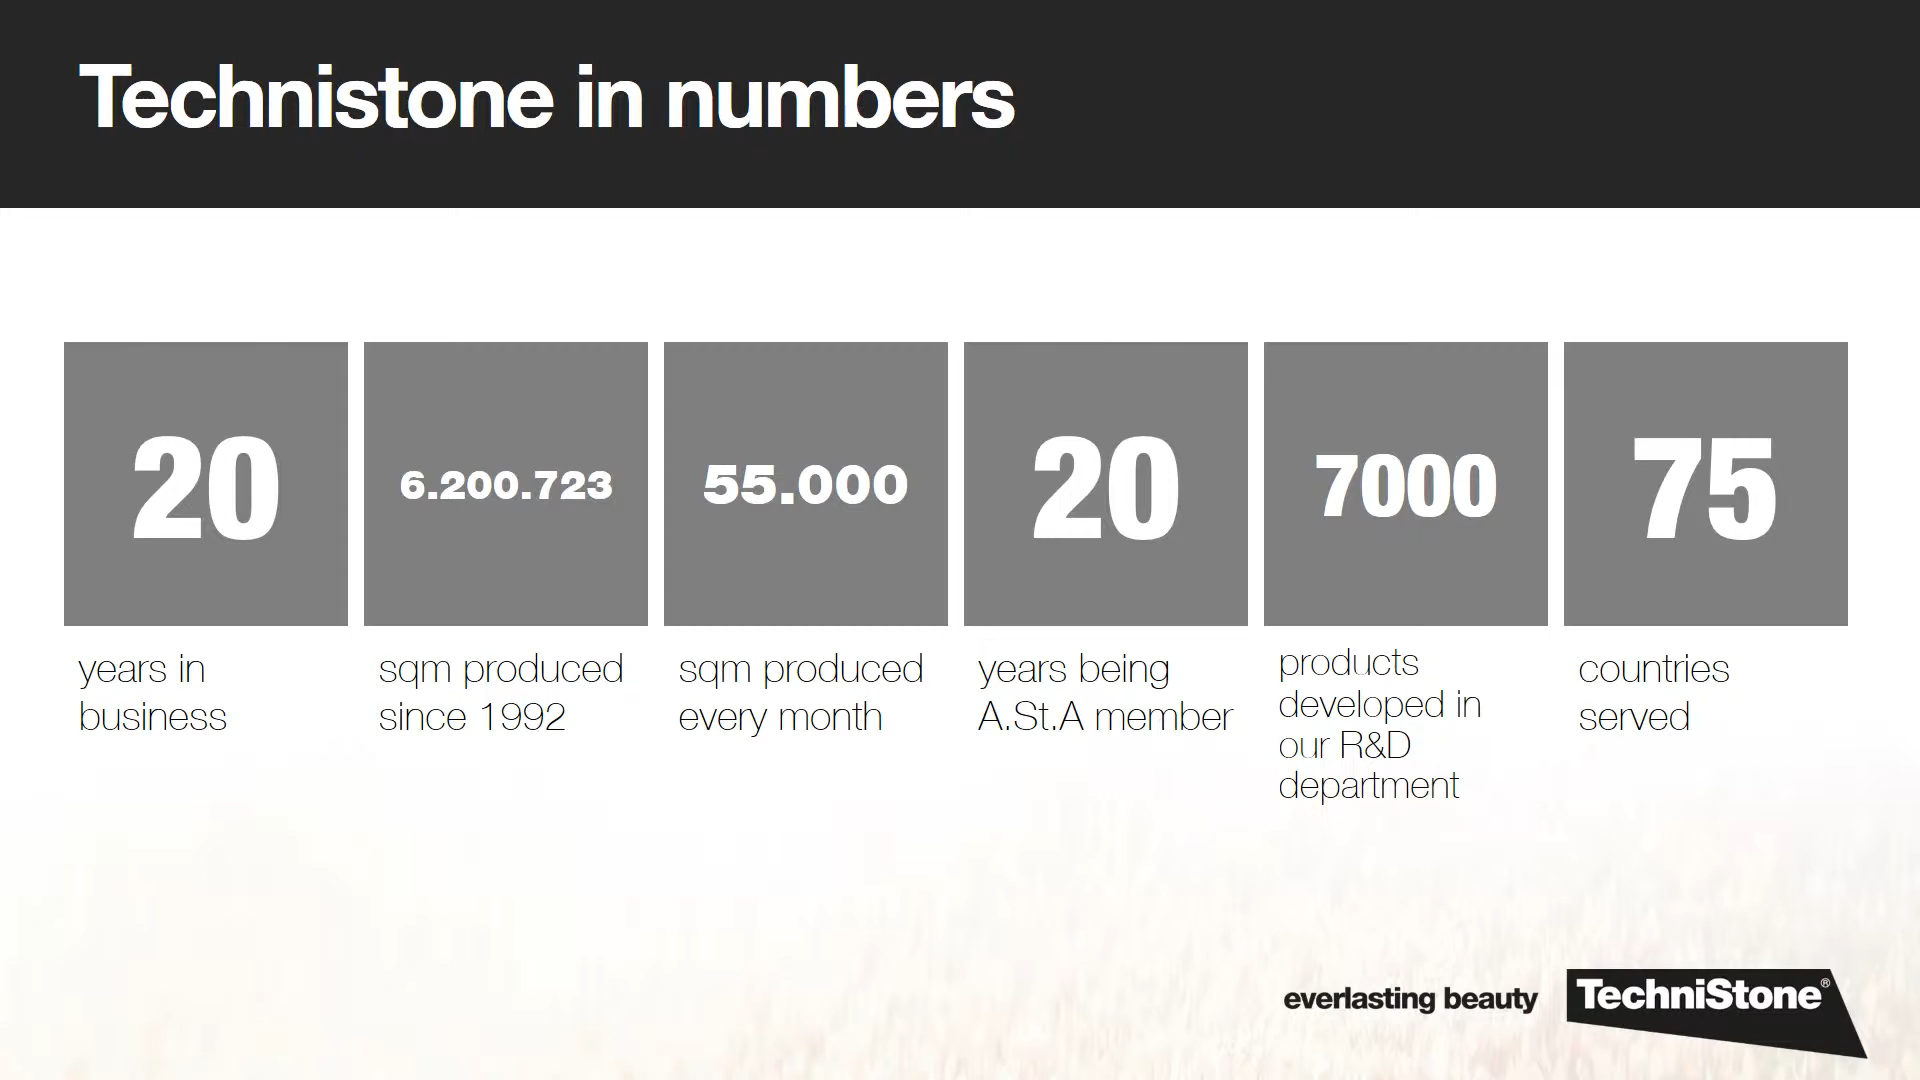 Technistone in numbers
20
years in
business
6.200.723
sqm produced
since 1992
55.000
sqm produced
every month
20
years being
A.St.A member
7000
products
developed in
our R&D
department
75
countries
served
everlasting beauty
TechniStone®